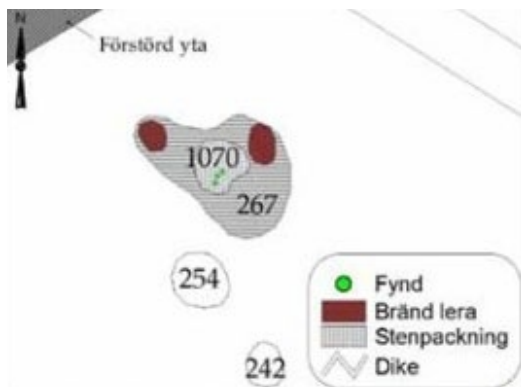 N
Förstörd yta
1070
267
254
242
Fynd
Bränd lera
Stenpackning
Dike